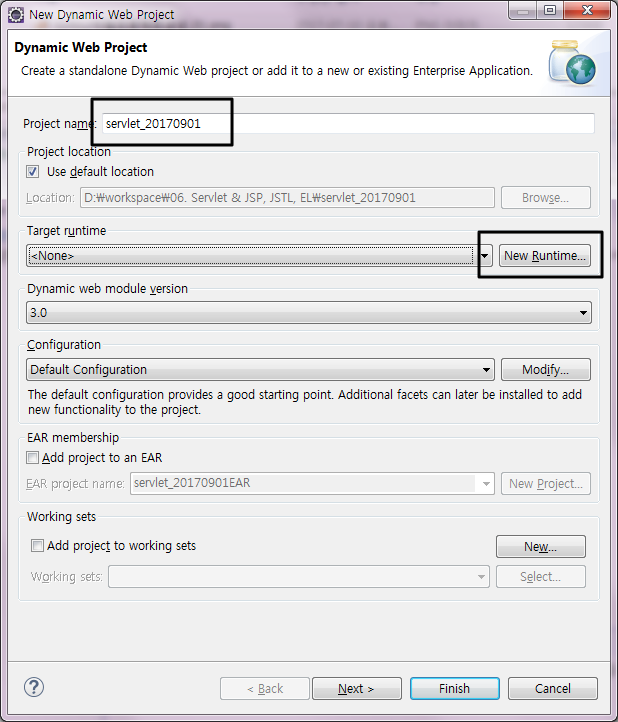 New Dynamic Web Project
Dynamic Web Project
Create a standalone Dynamic Web project or add it to a new or existing Enterprise Application.
Project name: servlet_20170901
Project location
Use default location
Location: D:₩workspace₩06. Servlet & JSP, JSTL, EL₩servlet_20170901 Browse...
Target runtime
<None> New Runtime...
Dynamic web module version
3.0
Configuration
Default Configuration Modify...
The default configuration provides a good starting point. Additional facets can later be installed to add
new functionality to the project.
EAR membership
Add project to an EAR
EAR project name: servlet_20170901EAR New Project...
Working sets
Add project to working sets New...
Working sets: Select...
? < Back Next > Finish Cancel